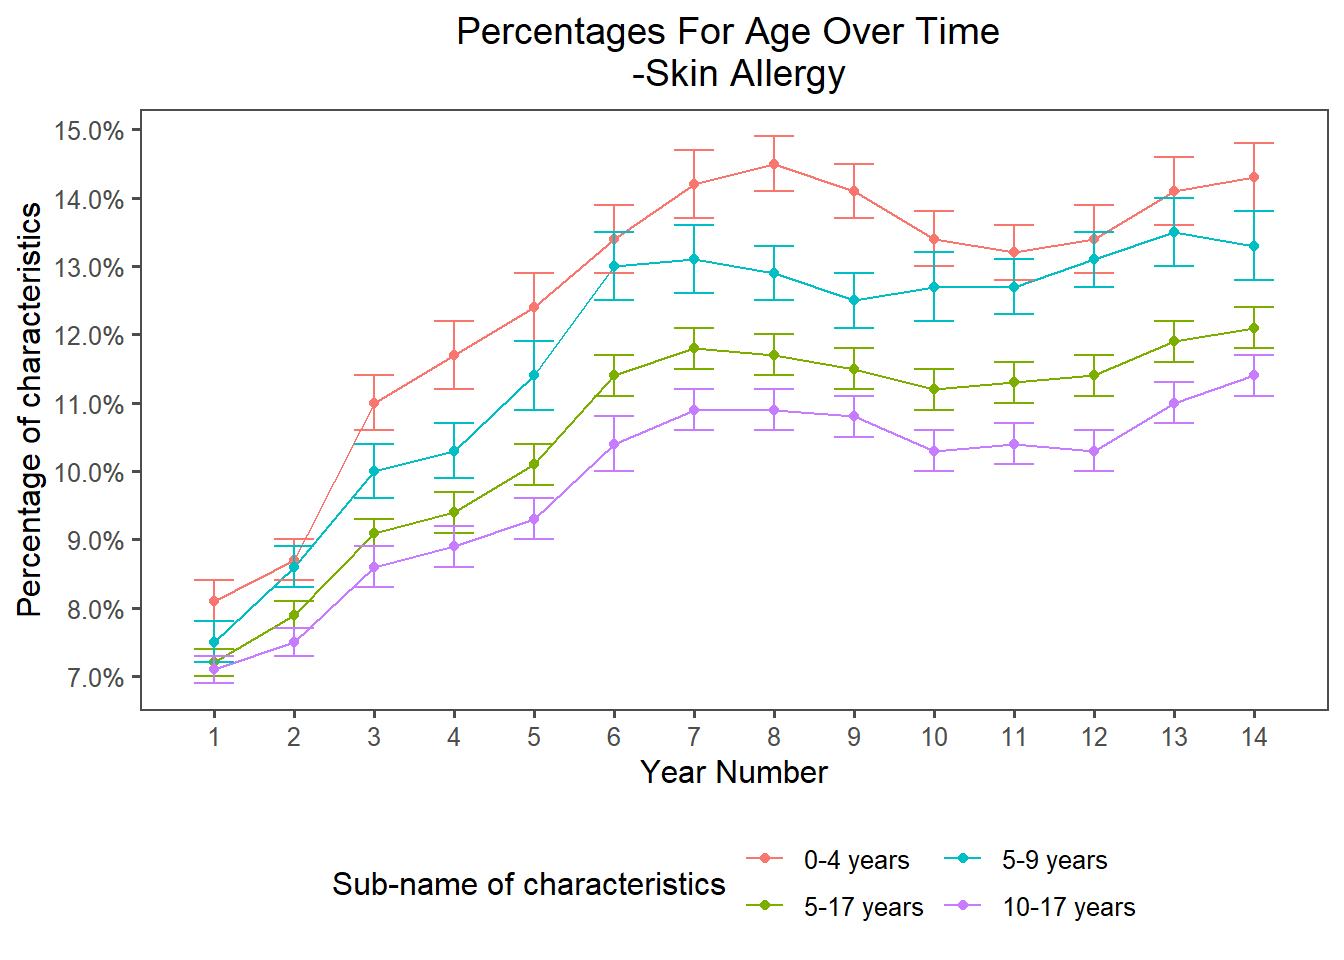 Percentages For Age Over Time
-Skin Allergy
Percentage of characteristics
15.0%
14.0%
13.0%
12.0%
11.0%
10.0%
9.0%
8.0%
7.0%
1 2 3 4 5 6 7 8 9 10 11 12 13 14
Year Number
Sub-name of characteristics
0-4 years 5-9 years
5-17 years 10-17 years